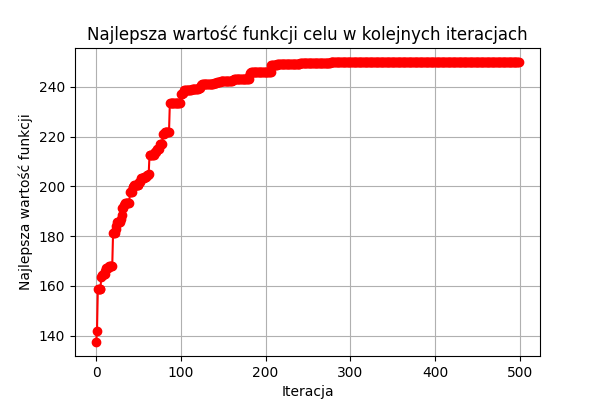 Najlepsza wartość funkcji celu w kolejnych iteracjach
Najlepsza wartość funkcji
240
220
200
180
160
140
0 100 200 300 400 500
Iteracja